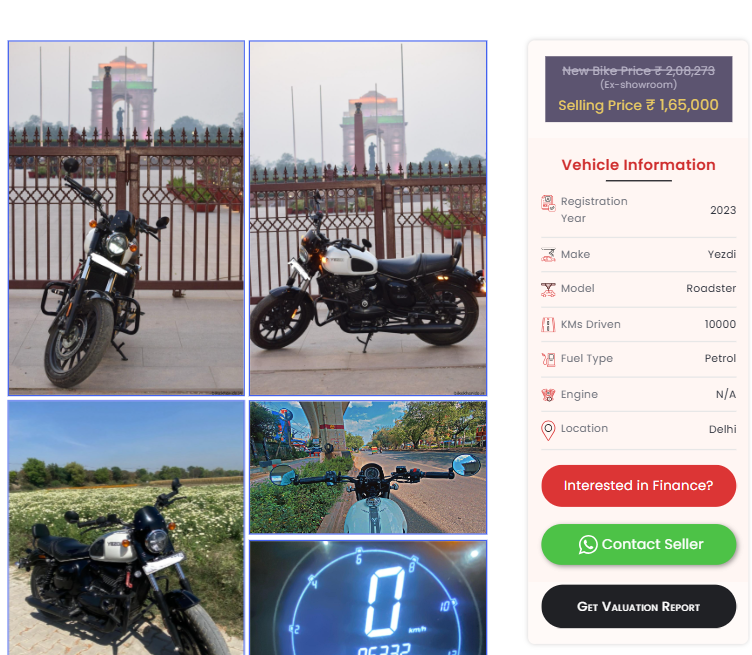 New Bike Price ₹ 2,08,273
(Ex-showroom)
Selling Price ₹ 1,65,000
Vehicle Information
Registration Year 2023
Make Yezdi
Model Roadster
KMs Driven 10000
Fuel Type Petrol
Engine N/A
Location Delhi
Interested in Finance?
Contact Seller
Get Valuation Report
2
4
6
8
10
0
km/h